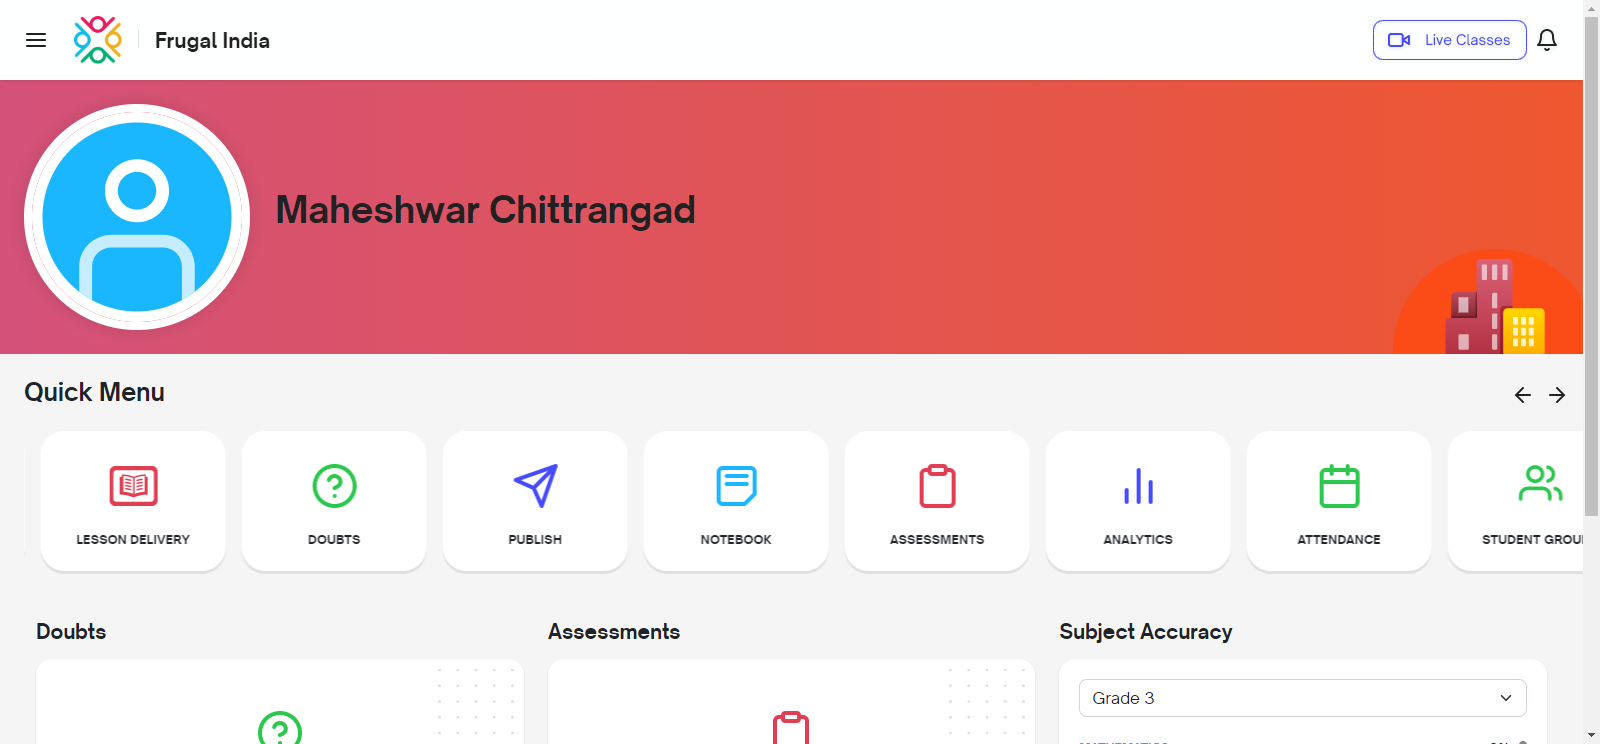 Frugal India
Live Classes
Maheshwar Chittrangad
Quick Menu
LESSON DELIVERY
DOUBTS
PUBLISH
NOTEBOOK
ASSESSMENTS
ANALYTICS
ATTENDANCE
STUDENT GROU
Doubts
Assessments
Subject Accuracy
Grade 3